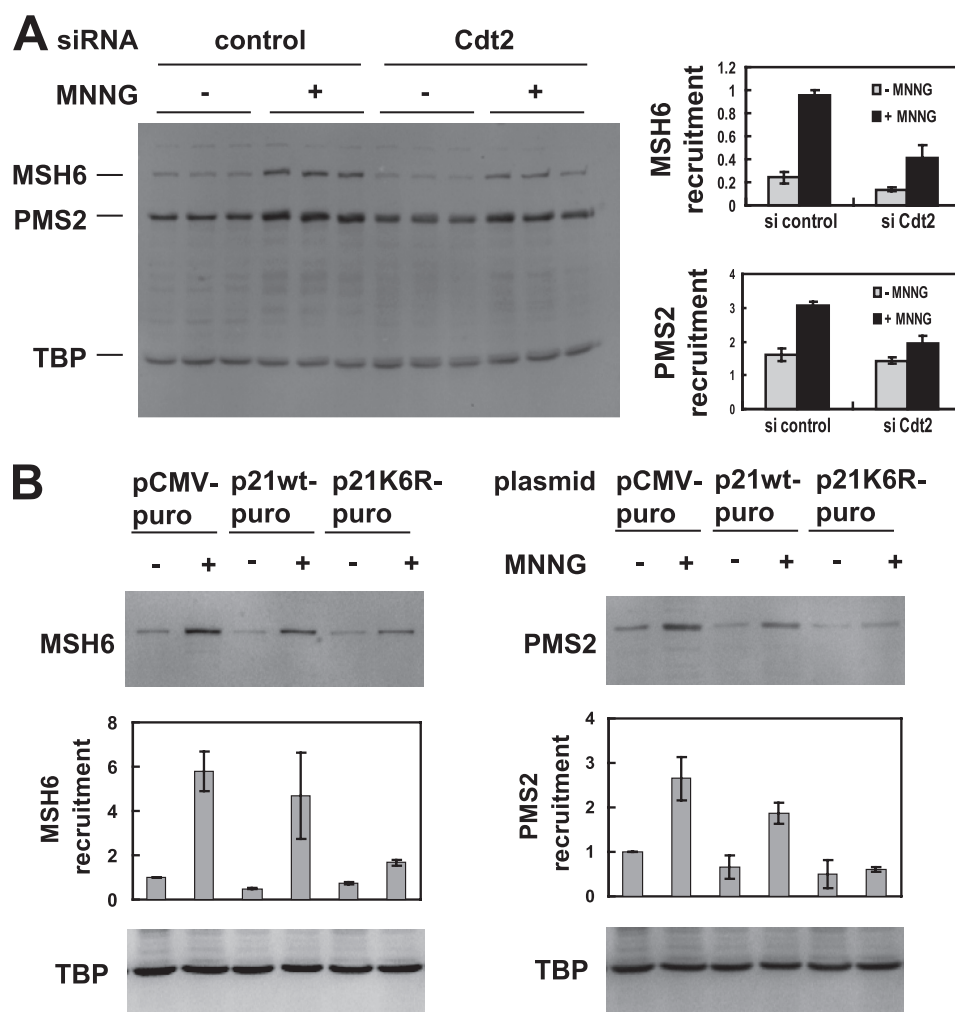 A siRNA control Cdt2
MNNG - + - +
MSH6
PMS2
TBP
MSH6 recruitment
1.2
1
0.8
0.6
0.4
0.2
0
- MNNG
+ MNNG
si control si Cdt2
PMS2 recruitment
4
3
2
1
0
- MNNG
+ MNNG
si control si Cdt2
B
pCMV-puro p21wt-puro p21K6R-puro
- + - + - +
MSH6
MSH6 recruitment
8
6
4
2
0
TBP
plasmid pCMV-puro p21wt-puro p21K6R-puro
MNNG - + - + - +
PMS2
PMS2 recruitment
4
3
2
1
0
TBP